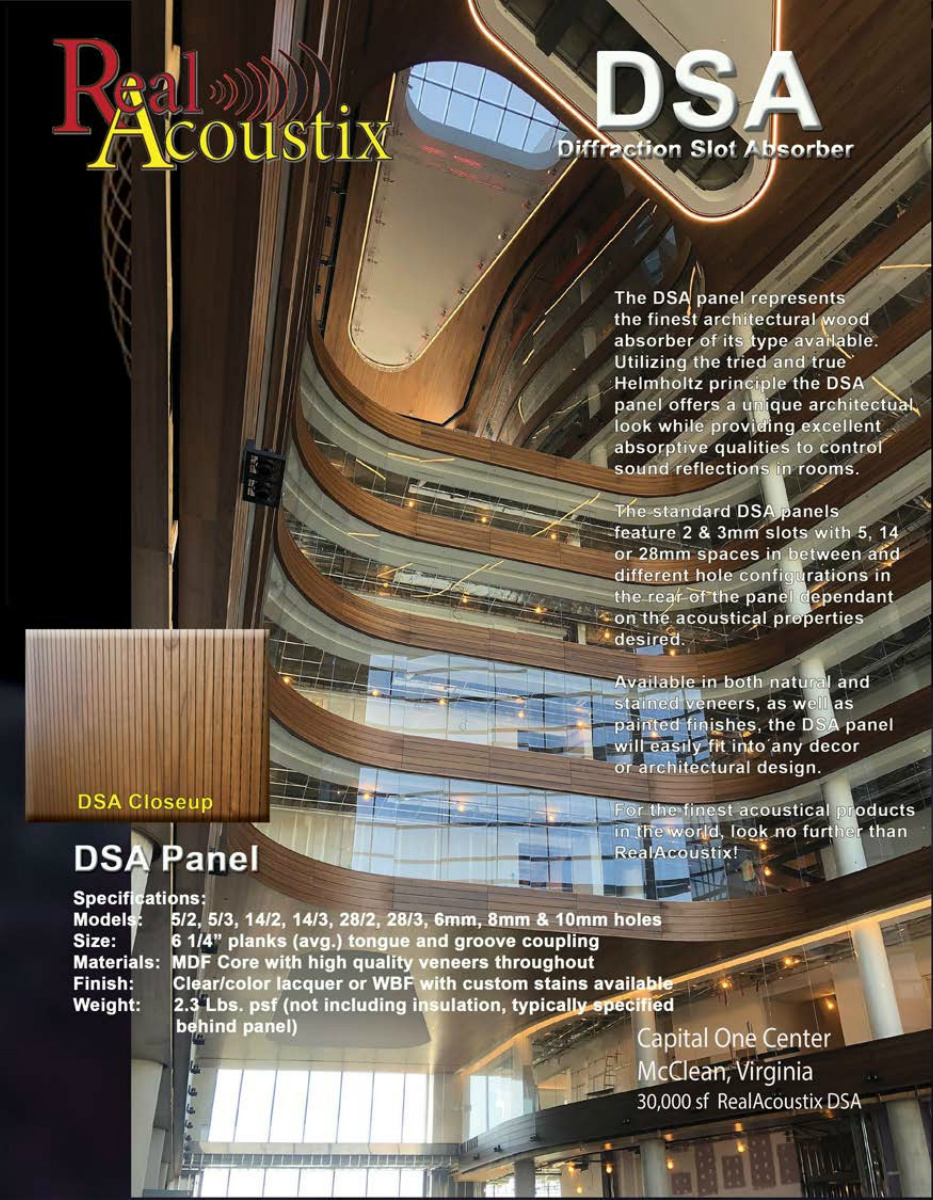 Real
Acoustix
DSA
Diffraction Slot Absorber
The DSA panel represents
the finest architectural wood
absorber of its type available.
Utilizing the tried and true
Helmholtz principle the DSA
panel offers a unique architectual
look while providing excellent
absorptive qualities to control
sound reflections in rooms.
The standard DSA panels
feature 2 & 3mm slots with 5, 14
or 28mm spaces in between and
different hole configurations in
the rear of the panel dependant
on the acoustical properties
desired.
Available in both natural and
stained veneers, as well as
painted finishes, the DSA panel
will easily fit into any decor
or architectural design.
For the finest acoustical products
in the world, look no further than
RealAcoustix!
DSA Closeup
DSA Panel
Specifications:
Models: 5/2, 5/3, 14/2, 14/3, 28/2, 28/3, 6mm, 8mm & 10mm holes
Size: 6 1/4” planks (avg.) tongue and groove coupling
Materials: MDF Core with high quality veneers throughout
Finish: Clear/color lacquer or WBF with custom stains available
Weight: 2.3 Lbs. psf (not including insulation, typically specified
behind panel)
Capital One Center
McClean, Virginia
30,000 sf RealAcoustix DSA